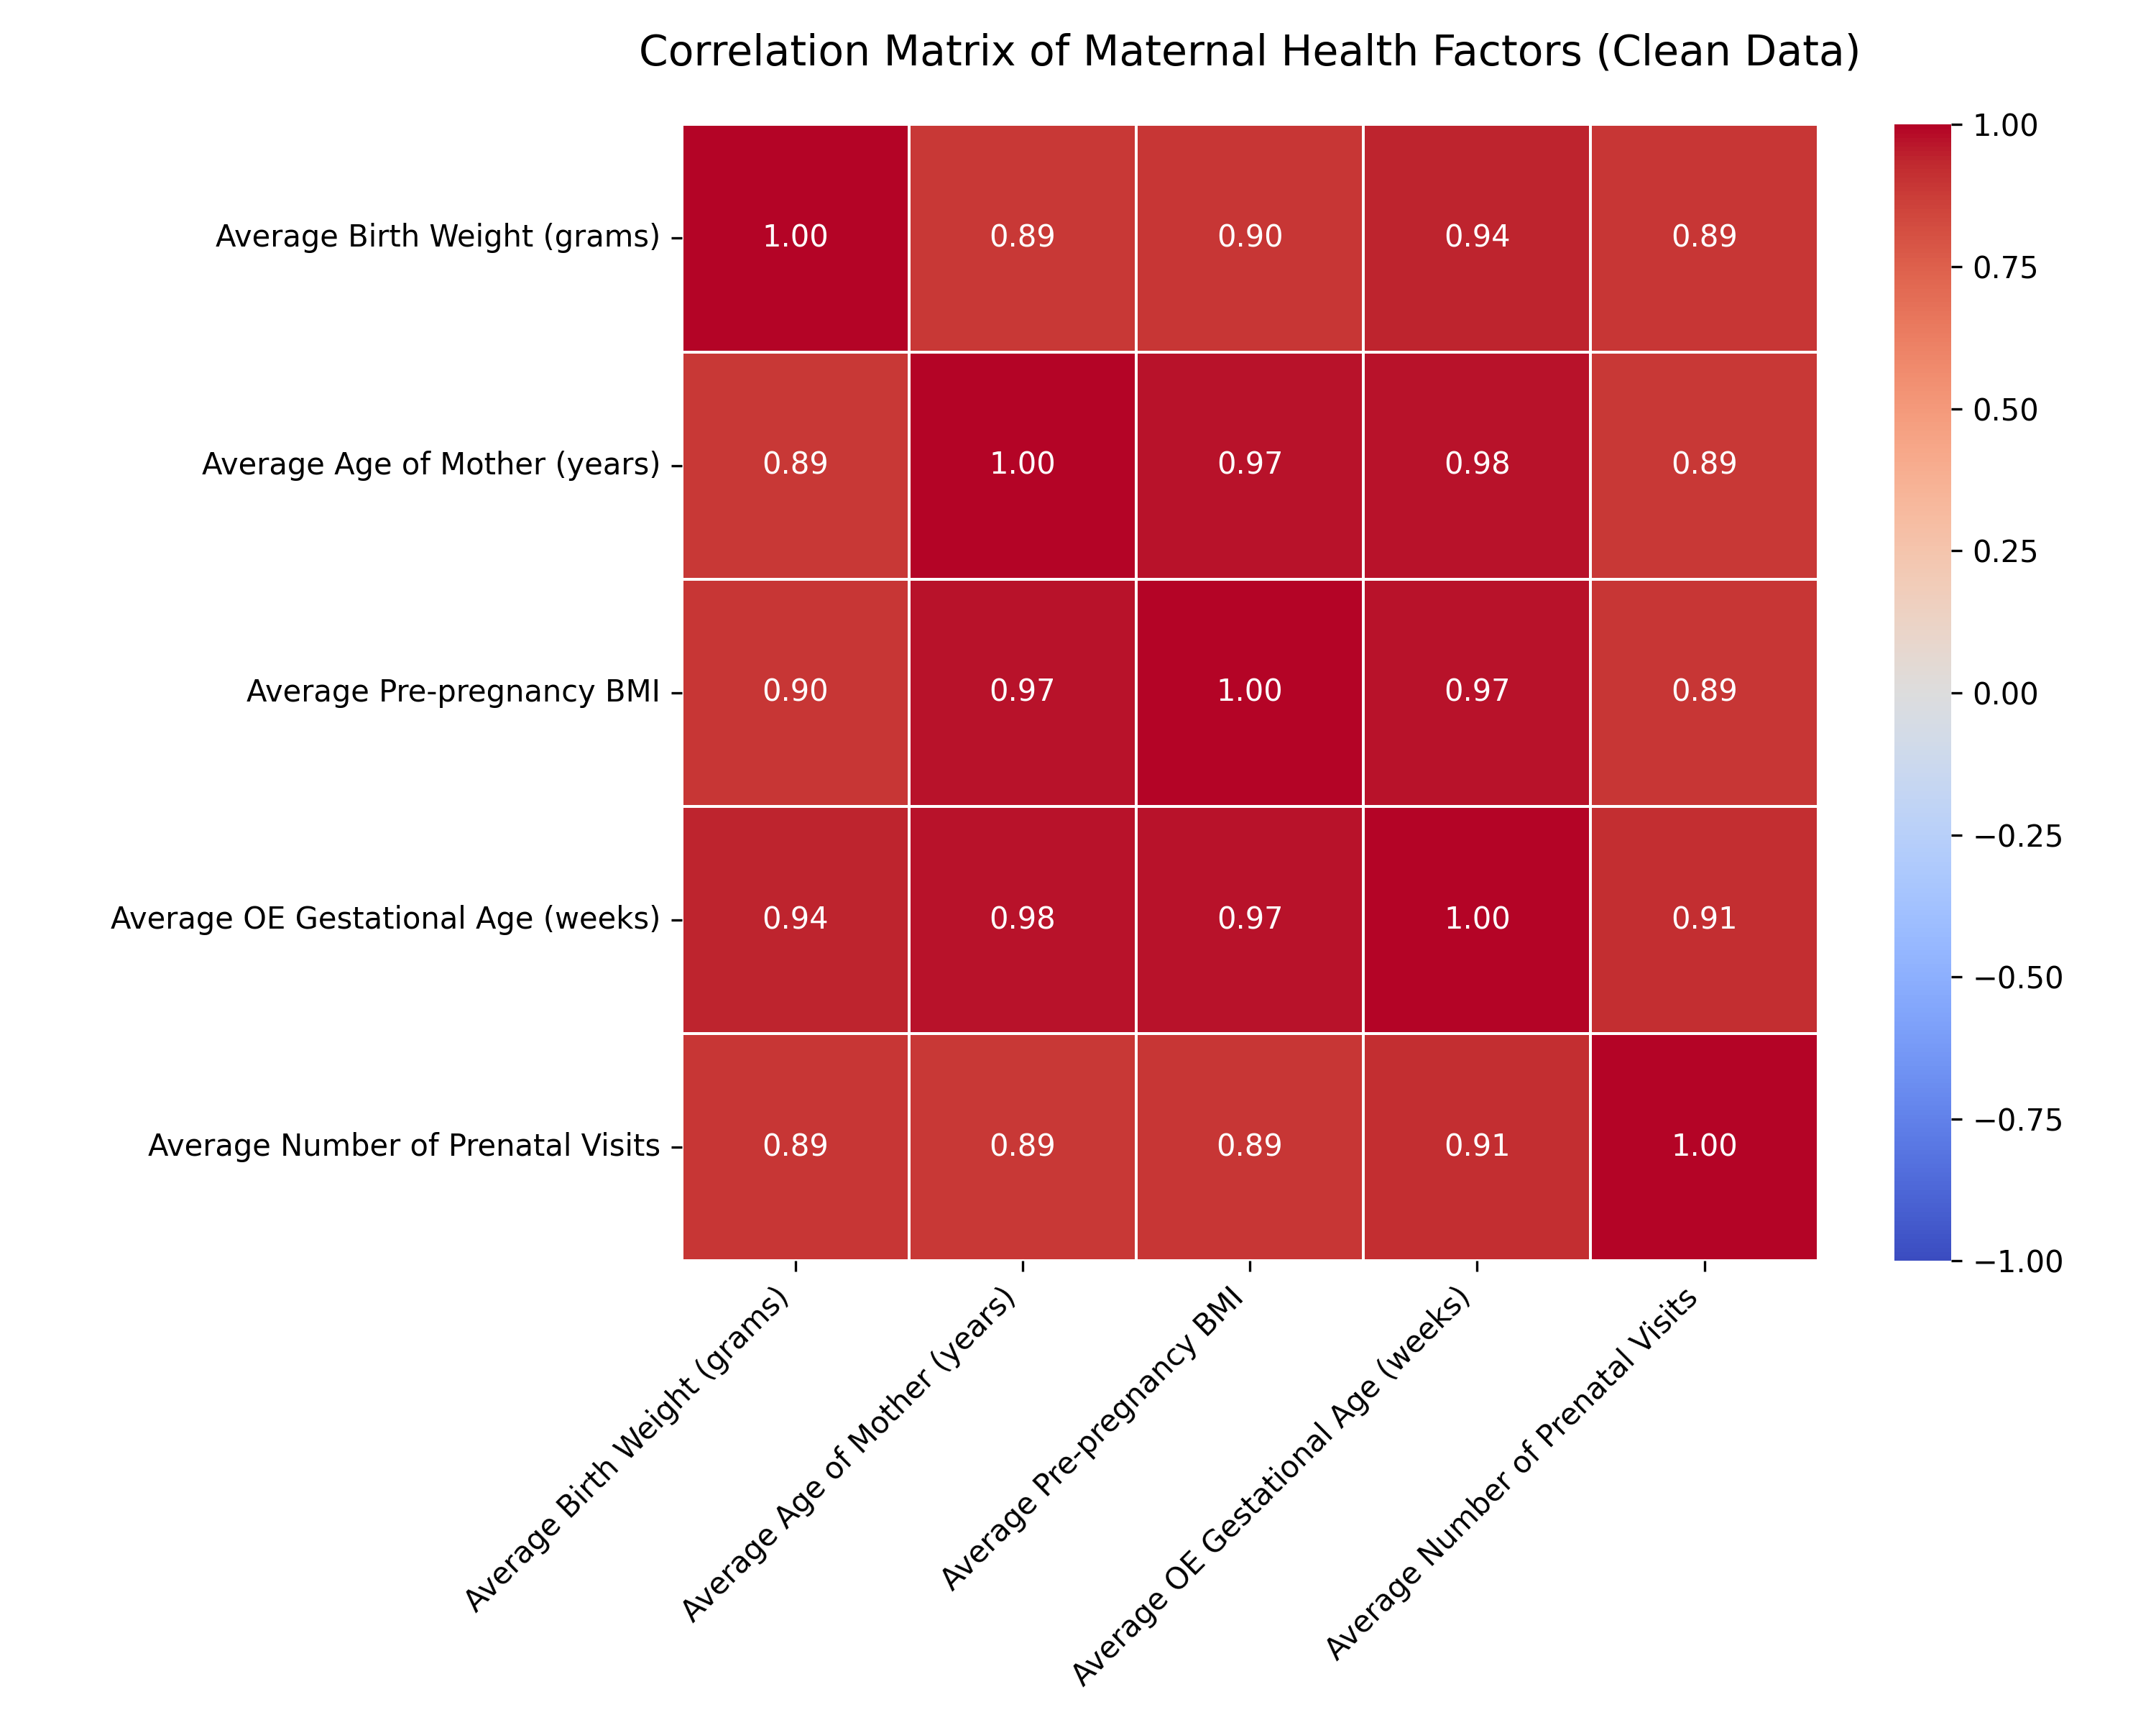 Correlation Matrix of Maternal Health Factors (Clean Data)
Average Birth Weight (grams)
1.00 0.89 0.90 0.94 0.89
Average Age of Mother (years)
0.89 1.00 0.97 0.98 0.89
Average Pre-pregnancy BMI
0.90 0.97 1.00 0.97 0.89
Average OE Gestational Age (weeks)
0.94 0.98 0.97 1.00 0.91
Average Number of Prenatal Visits
0.89 0.89 0.89 0.91 1.00
Average Birth Weight (grams)
Average Age of Mother (years)
Average Pre-pregnancy BMI
Average OE Gestational Age (weeks)
Average Number of Prenatal Visits
1.00
0.75
0.50
0.25
0.00
−0.25
−0.50
−0.75
−1.00